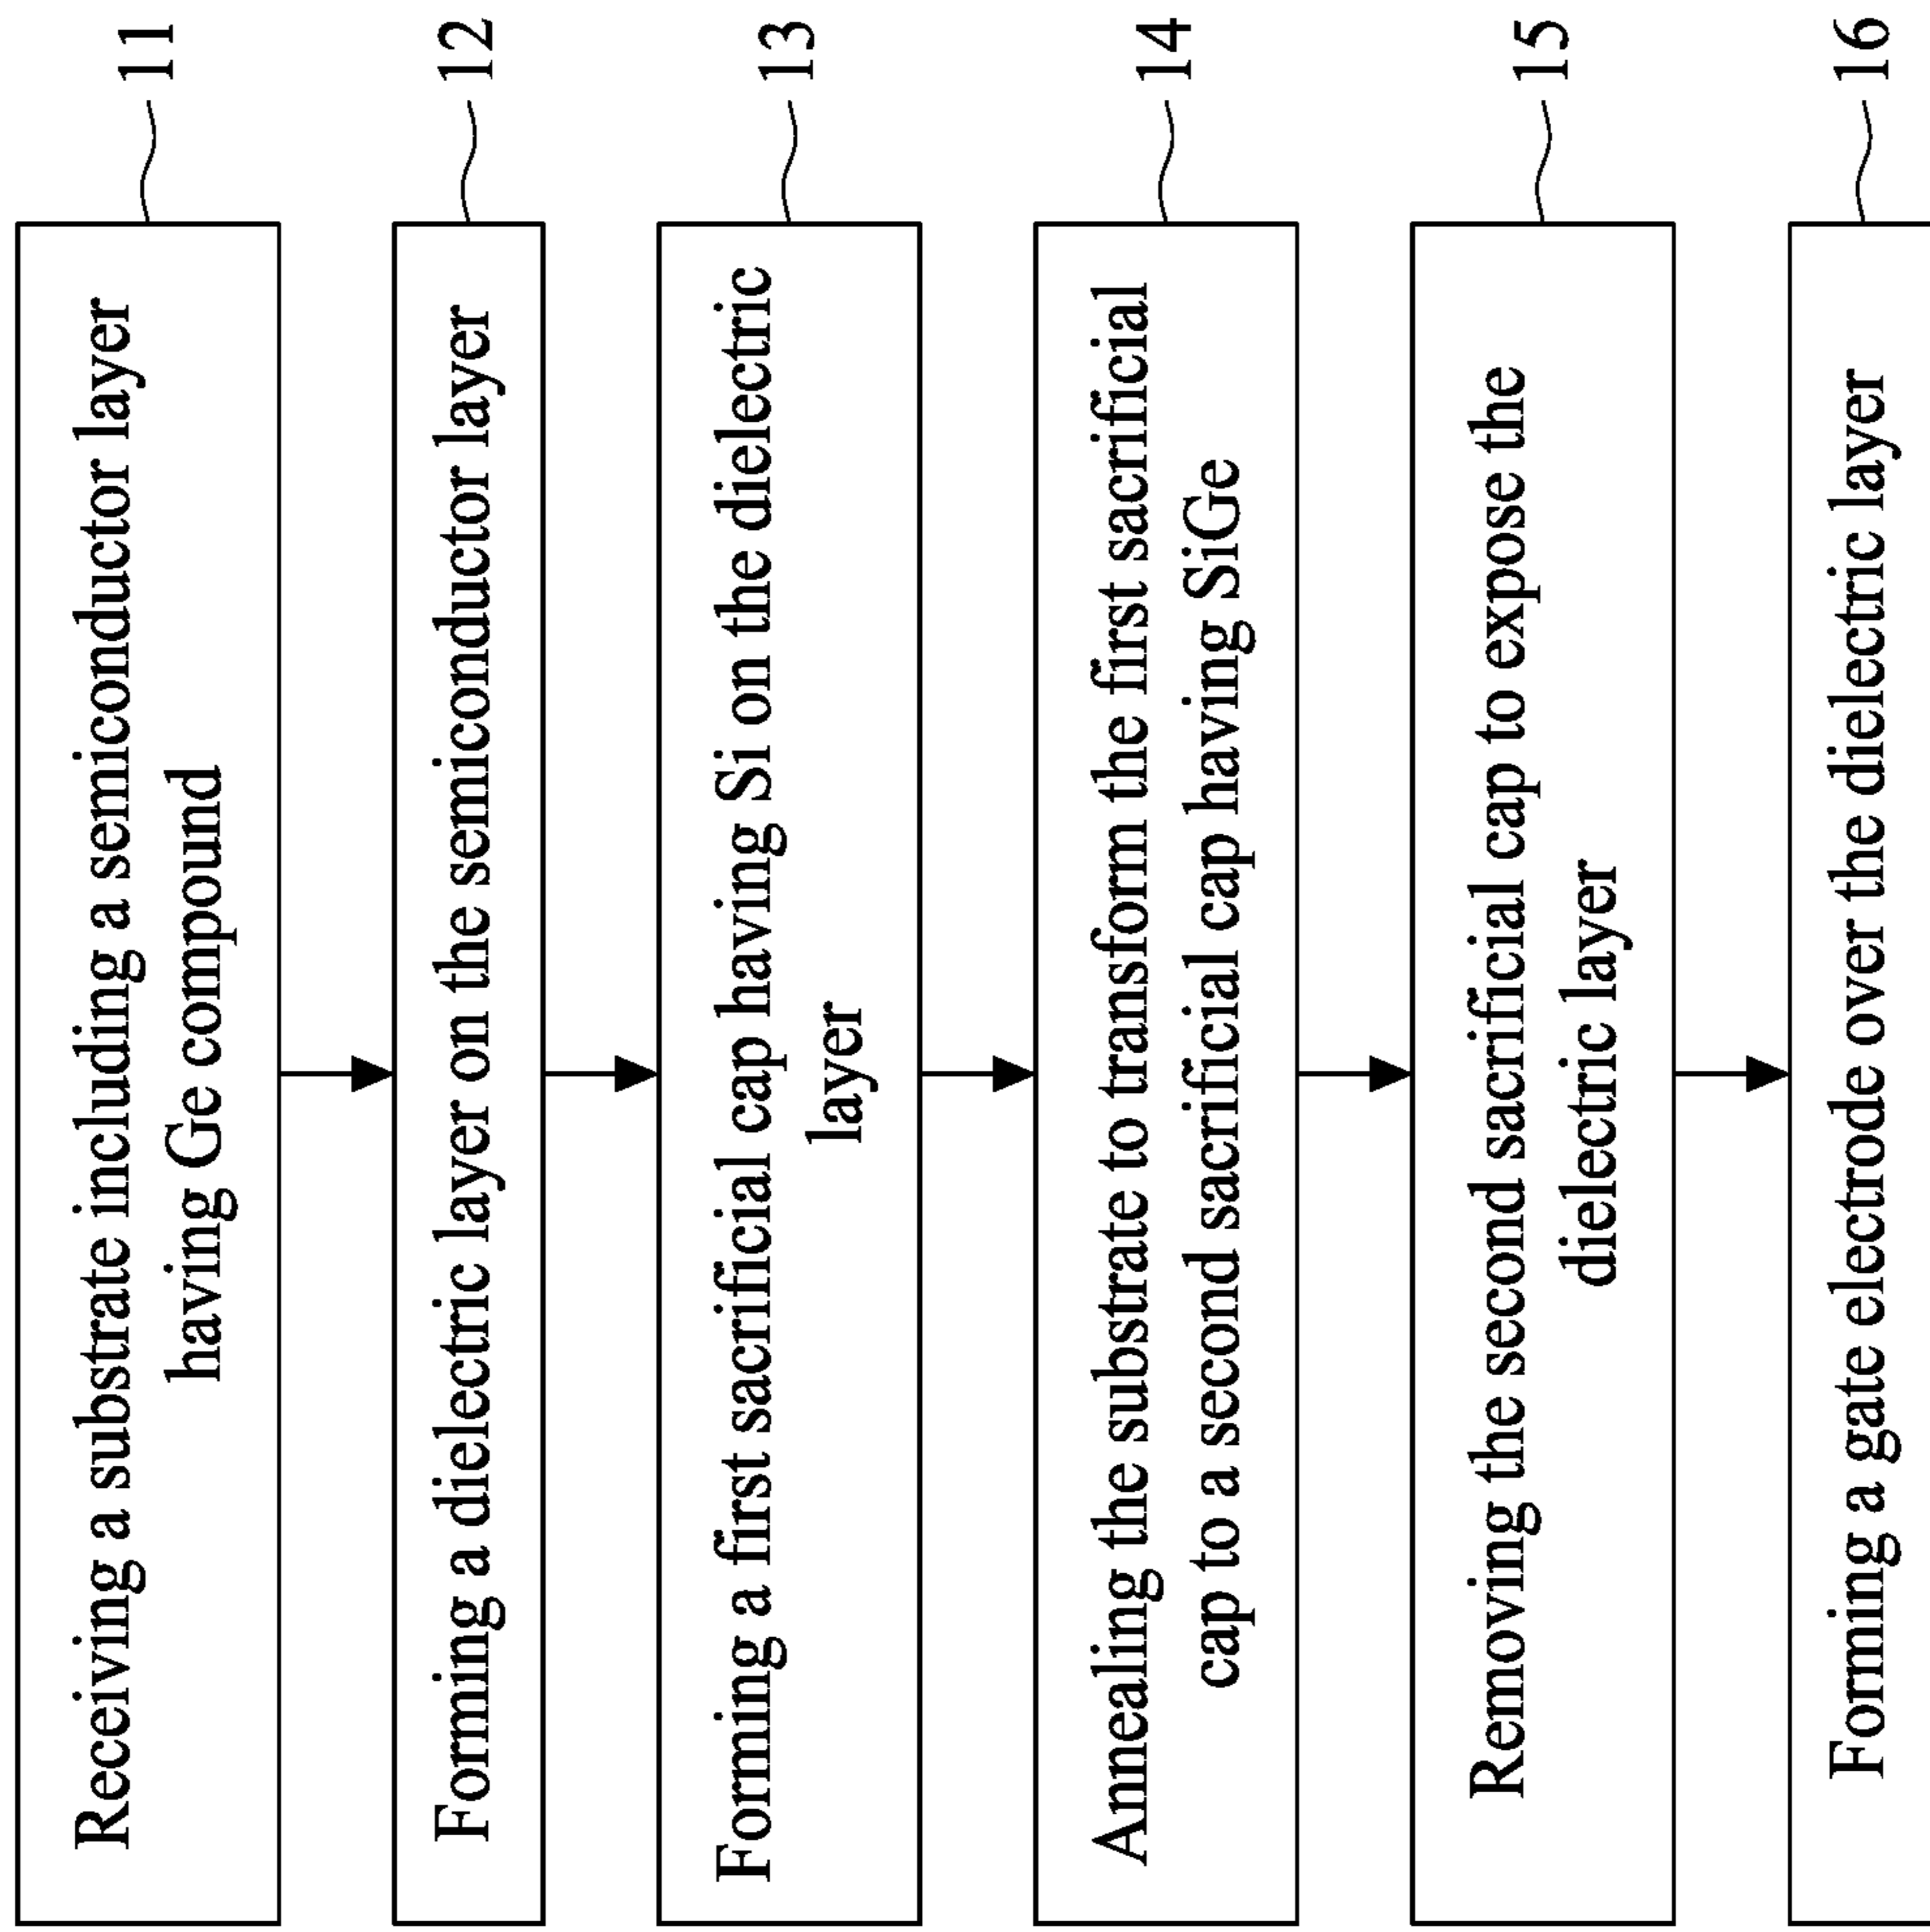 Receiving a substrate including a semiconductor layer
having Ge compound
11
Forming a dielectric layer on the semiconductor layer
12
Forming a first sacrificial cap having Si on the dielectric
layer
13
Annealing the substrate to transform the first sacrificial
cap to a second sacrificial cap having SiGe
14
Removing the second sacrificial cap to expose the
dielectric layer
15
Forming a gate electrode over the dielectric layer
16